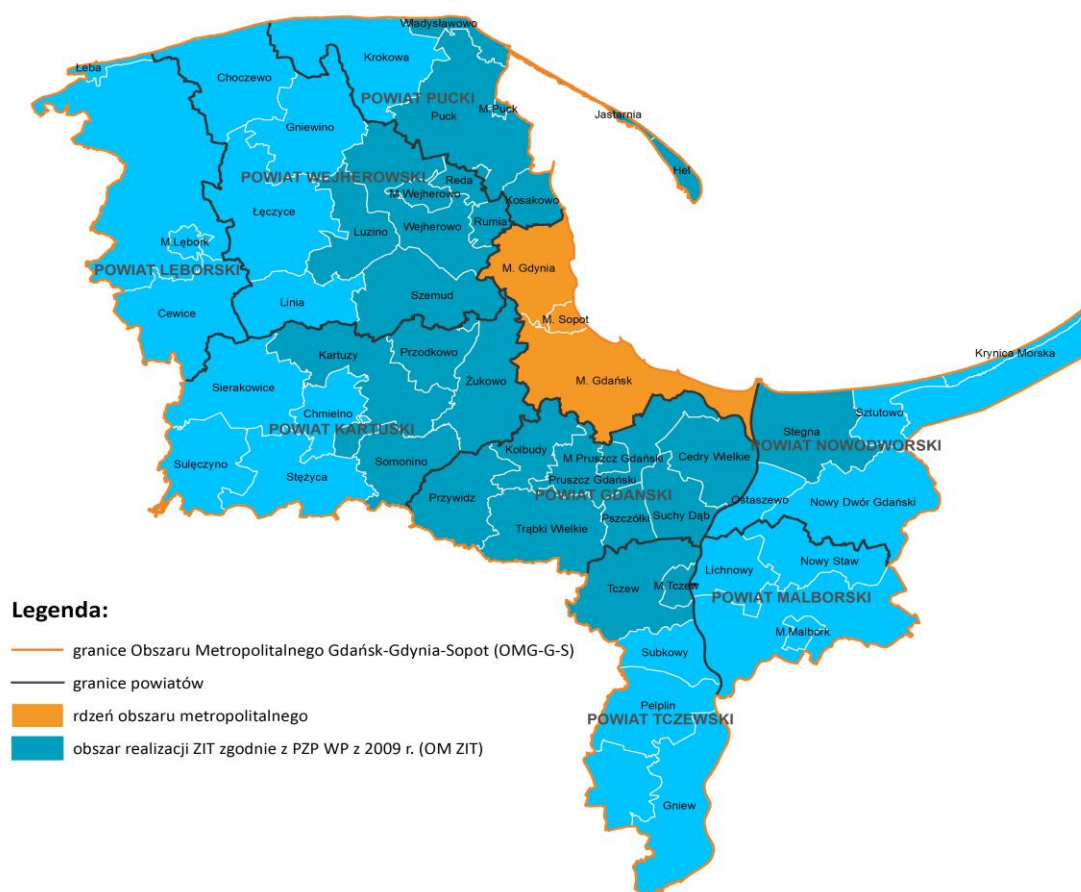 Władysławowo
Krokowa
Łeba
Choczewo
POWIAT PUCKI
M.Puck
Puck
Jastarnia
Gniewino
Hel
POWIAT WEJHEROWSKI
Reda
M.Wejherowo
Kosakowo
Łęczyce
Rumia
Wejherowo
Luzino
M.Lębork
POWIAT LĘBORSKI
M. Gdynia
Szemud
Linia
Cewice
M. Sopot
Krynica Morska
Kartuzy
Przodkowo
Żukowo
M. Gdańsk
Sierakowice
Chmielno
POWIAT KARTUSKI
Sztutowo
Stegna
POWIAT NOWODWORSKI
Kolbudy
M.Pruszcz Gdański
Cedry Wielkie
Somonino
Sulęczyno
Stężyca
Pruszcz Gdański
POWIAT GDAŃSKI
Przywidz
Ostaszewo
Nowy Dwór Gdański
Suchy Dąb
Pszczółki
Trąbki Wielkie
Nowy Staw
Lichnowy
Tczew
M.Tczew
POWIAT MALBORSKI
M.Malbork
Subkowy
Pelplin
POWIAT TCZEWSKI
Gniew
Legenda:
granice Obszaru Metropolitalnego Gdańsk-Gdynia-Sopot (OMG-G-S)
granice powiatów
rdzeń obszaru metropolitalnego
obszar realizacji ZIT zgodnie z PZP WP z 2009 r. (OM ZIT)